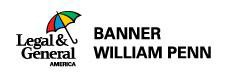 Legal &
General
AMERICA
BANNER
WILLIAM PENN